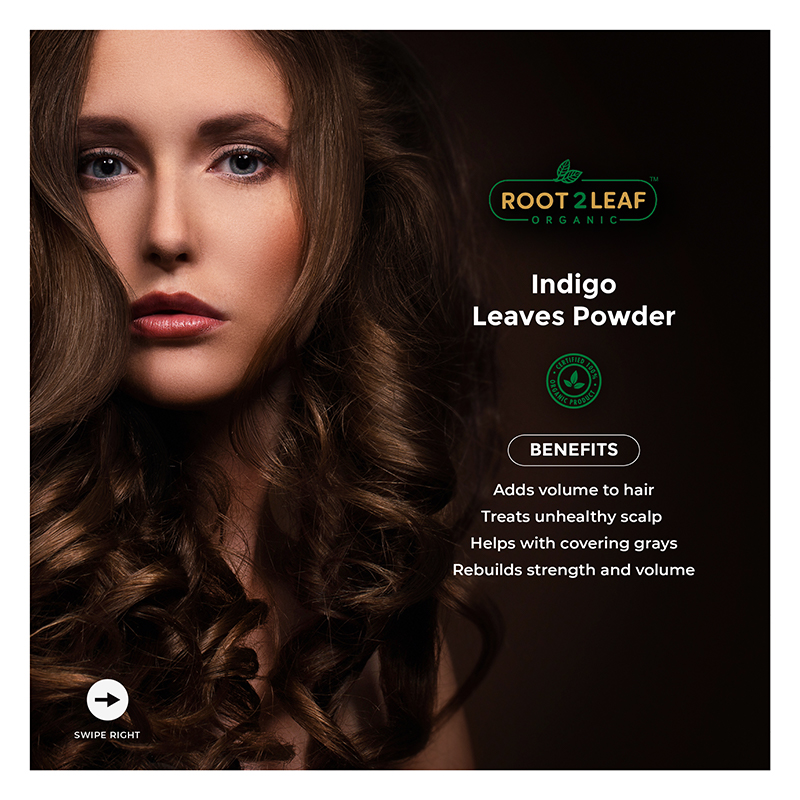 ROOT 2 LEAF
TM
ORGANIC
Indigo
Leaves Powder
CERTIFIED 100%
ORGANIC PRODUCT
BENEFITS
Adds volume to hair
Treats unhealthy scalp
Helps with covering grays
Rebuilds strength and volume
SWIPE RIGHT